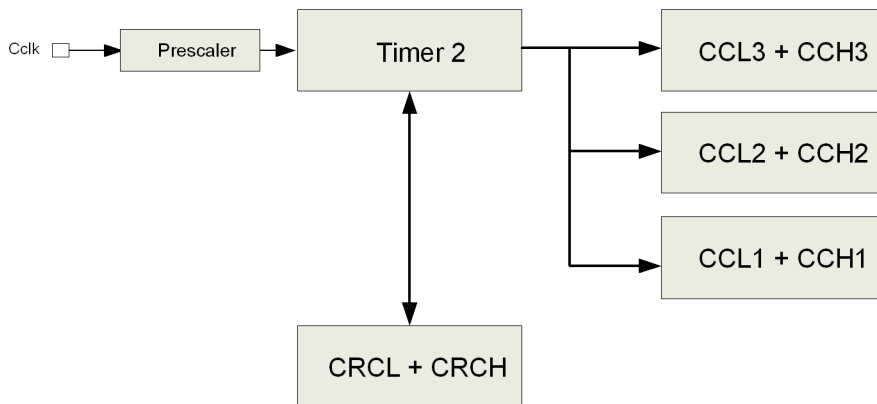 Cclk
Prescaler
Timer 2
CCL3 + CCH3
CCL2 + CCH2
CCL1 + CCH1
CRCL + CRCH